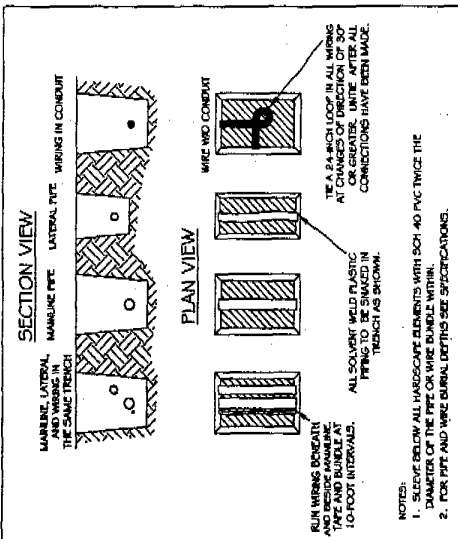 SECTION VIEW
MAINLINE, LATERAL,
AND WIRING IN
THE SAME TRENCH
MAINLINE PIPE
LATERAL PIPE
WIRING IN CONDUIT
PLAN VIEW
WIRE W/O CONDUIT
RUN WIRING BENEATH
AND BESIDE MAINLINE.
TAPE AND BUNDLE AT
10-FOOT INTERVALS.
ALL SOLVENT WELD PLASTIC
PIPING TO BE SNAKED IN
TRENCH AS SHOWN.
TIE A 24-INCH LOOP IN ALL WIRING
AT CHANGES OF DIRECTION OF 30°
OR GREATER. UNTIE AFTER ALL
CONNECTIONS HAVE BEEN MADE.
NOTES:
1. SLEEVE BELOW ALL HARDSCAPE ELEMENTS WITH SCH 40 PVC TWICE THE
DIAMETER OF THE PIPE OR WIRE BUNDLE WITHIN.
2. FOR PIPE AND WIRE BURIAL DEPTHS SEE SPECIFICATIONS.